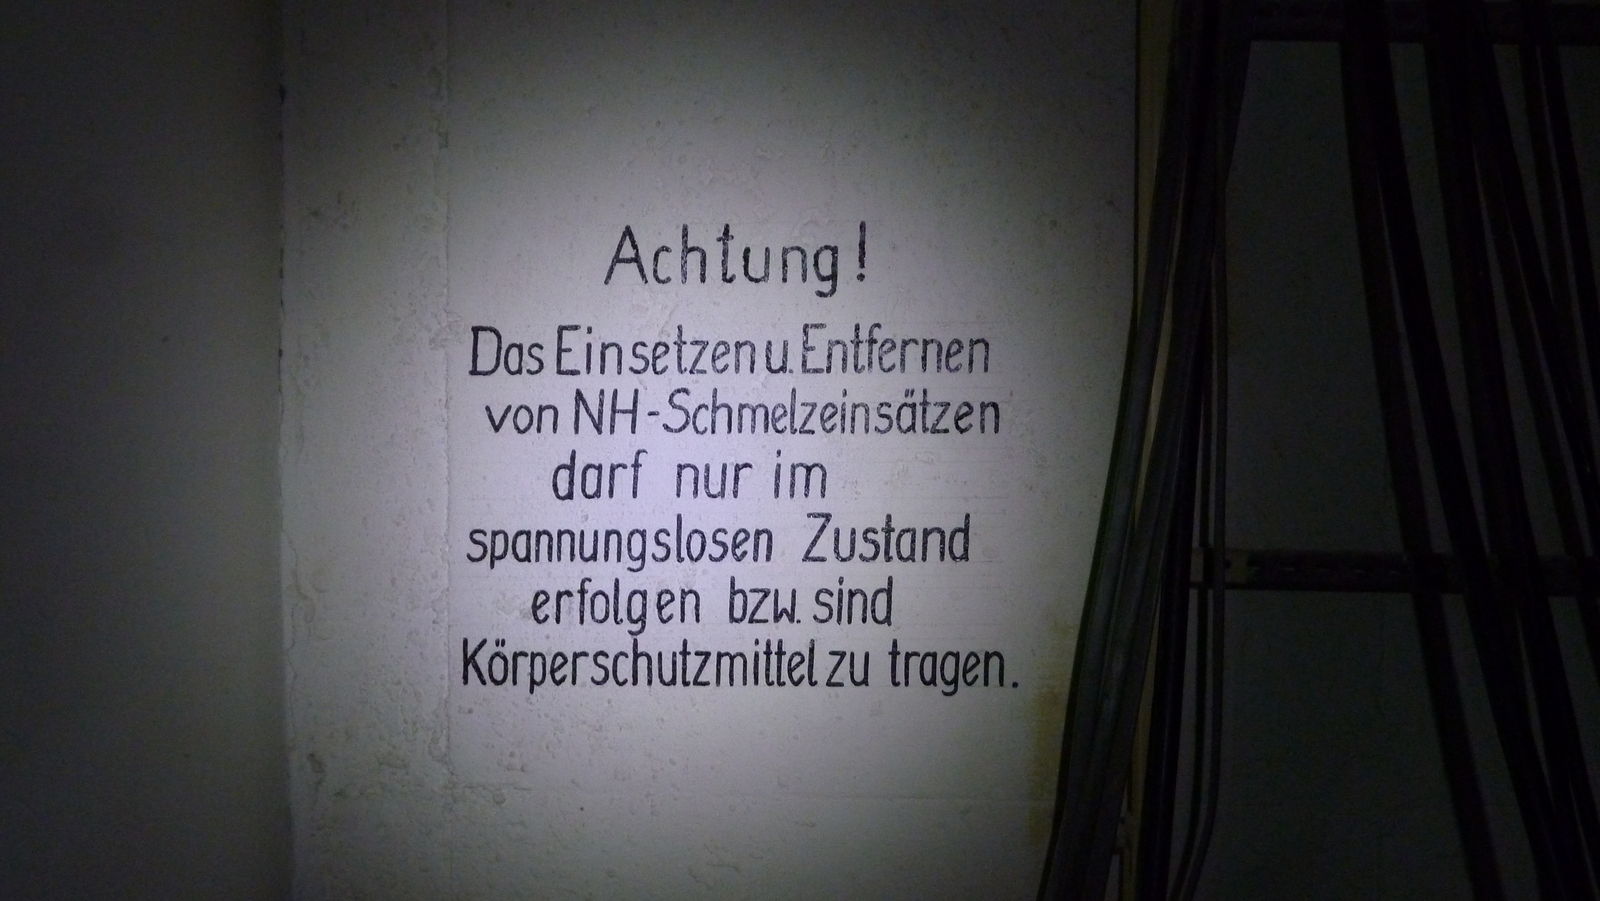 Achtung!
Das Einsetzen u. Entfernen
von NH-Schmelzeinsätzen
darf nur im
spannungslosen Zustand
erfolgen bzw. sind
Körperschutzmittel zu tragen.